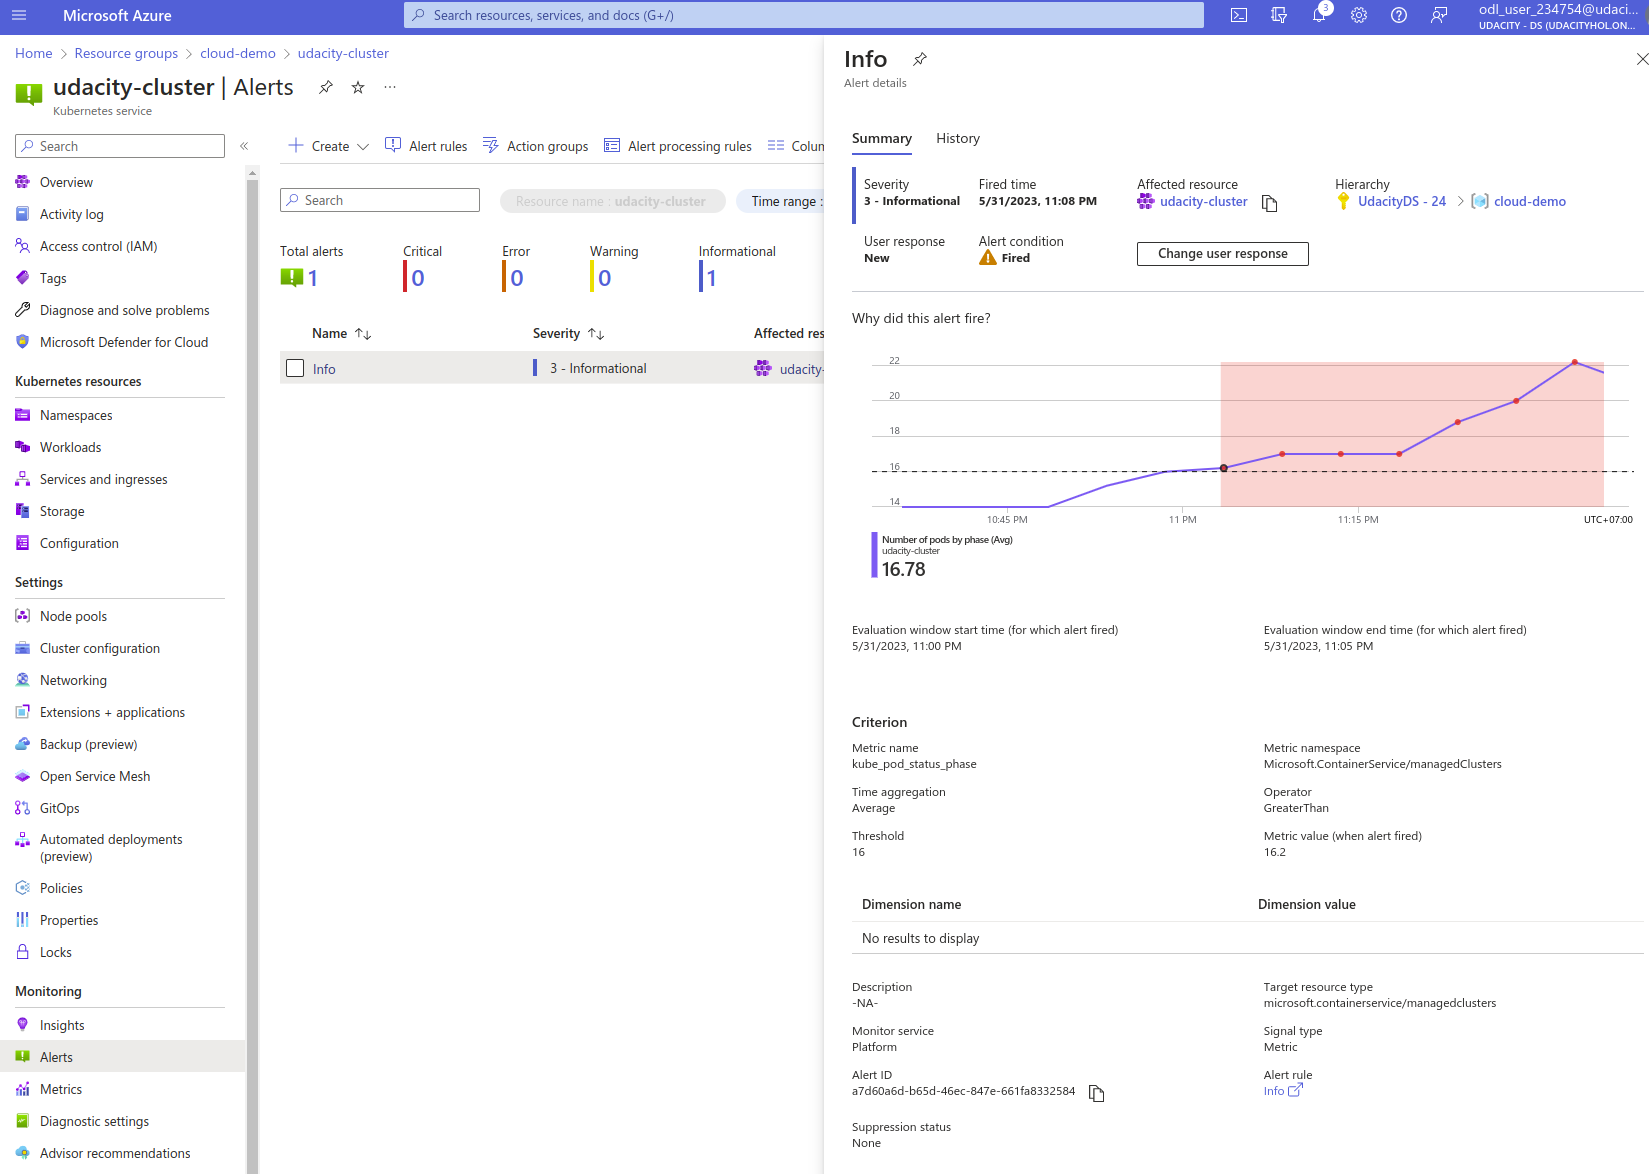 Microsoft Azure
Search resources, services, and docs (G+/)
3
odl_user_234754@udaci...
UDACITY - DS (UDACITYHOL.ON...
Home > Resource groups > cloud-demo > udacity-cluster
udacity-cluster | Alerts
Kubernetes service
Search
Overview
Activity log
Access control (IAM)
Tags
Diagnose and solve problems
Microsoft Defender for Cloud
Kubernetes resources
Namespaces
Workloads
Services and ingresses
Storage
Configuration
Settings
Node pools
Cluster configuration
Networking
Extensions + applications
Backup (preview)
Open Service Mesh
GitOps
Automated deployments
(preview)
Policies
Properties
Locks
Monitoring
Insights
Alerts
Metrics
Diagnostic settings
Advisor recommendations
Create
Alert rules
Action groups
Alert processing rules
Colum
Search
Resource name : udacity-cluster
Time range :
Total alerts
1
Critical
0
Error
0
Warning
0
Informational
1
Name
Severity
Affected res
Info
3 - Informational
udacity-
Info
Alert details
Summary
History
Severity
3 - Informational
Fired time
5/31/2023, 11:08 PM
Affected resource
udacity-cluster
Hierarchy
UdacityDS - 24 > cloud-demo
User response
New
Alert condition
Fired
Change user response
Why did this alert fire?
22
20
18
16
14
10:45 PM
11 PM
11:15 PM
UTC+07:00
Number of pods by phase (Avg)
udacity-cluster
16.78
Evaluation window start time (for which alert fired)
5/31/2023, 11:00 PM
Evaluation window end time (for which alert fired)
5/31/2023, 11:05 PM
Criterion
Metric name
kube_pod_status_phase
Metric namespace
Microsoft.ContainerService/managedClusters
Time aggregation
Average
Operator
GreaterThan
Threshold
16
Metric value (when alert fired)
16.2
Dimension name
Dimension value
No results to display
Description
-NA-
Target resource type
microsoft.containerservice/managedclusters
Monitor service
Platform
Signal type
Metric
Alert ID
a7d60a6d-b65d-46ec-847e-661fa8332584
Alert rule
Info
Suppression status
None